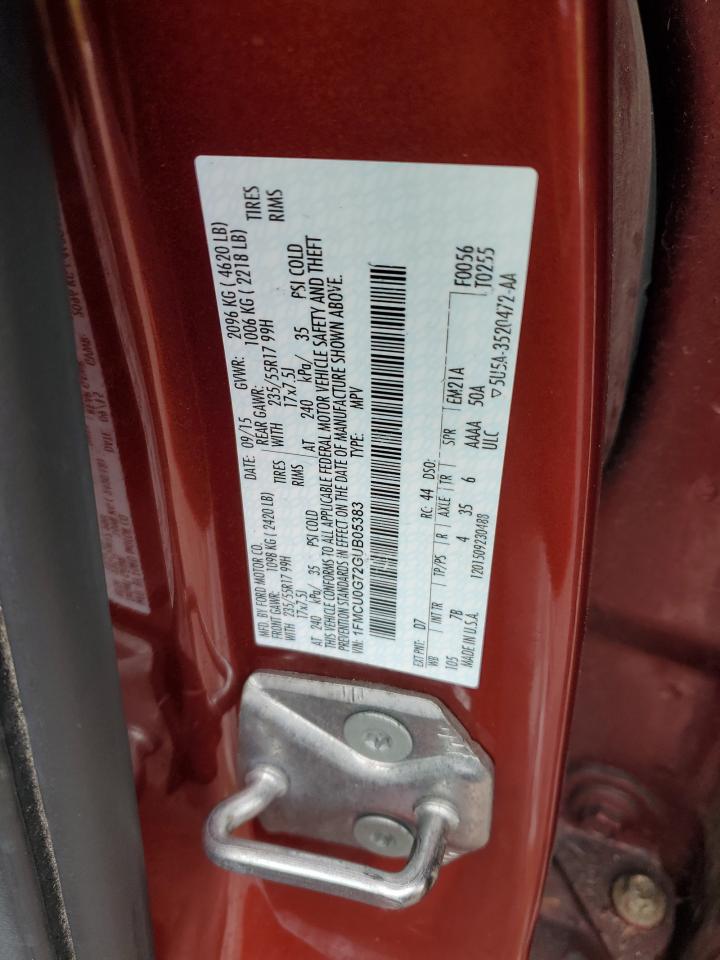 MFD. BY FORD MOTOR CO. DATE: 09/15 GVWR: 2096 KG ( 4620 LB)
FRONT GAWR: 1098 KG ( 2420 LB) REAR GAWR: 1006 KG ( 2218 LB)
WITH 235/55R17 99H TIRES WITH 235/55R17 99H TIRES
17x7.5J RIMS 17x7.5J RIMS
AT 240 kPa/ 35 PSI COLD AT 240 kPa/ 35 PSI COLD
THIS VEHICLE CONFORMS TO ALL APPLICABLE FEDERAL MOTOR VEHICLE SAFETY AND THEFT
PREVENTION STANDARDS IN EFFECT ON THE DATE OF MANUFACTURE SHOWN ABOVE.
VIN: 1FMCU0G72GUB05383 TYPE: MPV
EXT PNT: D7 RC: 44 DSO: F0056
WB INT TR TP/PS R AXLE TR SPR EM21A T0255
105 7B 4 35 6 AAAA 50A
MADE IN U.S.A. 1201509230488 ULC ▽5U5A-3520472-AA